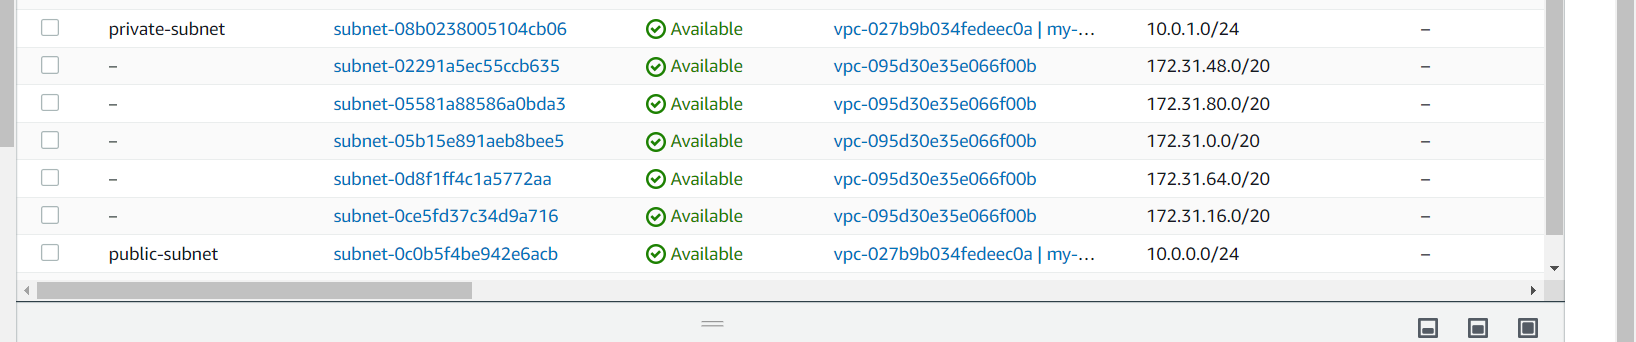 private-subnet subnet-08b0238005104cb06 Available vpc-027b9b034fedeec0a | my-... 10.0.1.0/24 –
– subnet-02291a5ec55ccb635 Available vpc-095d30e35e066f00b 172.31.48.0/20 –
– subnet-05581a88586a0bda3 Available vpc-095d30e35e066f00b 172.31.80.0/20 –
– subnet-05b15e891aeb8bee5 Available vpc-095d30e35e066f00b 172.31.0.0/20 –
– subnet-0d8f1ff4c1a5772aa Available vpc-095d30e35e066f00b 172.31.64.0/20 –
– subnet-0ce5fd37c34d9a716 Available vpc-095d30e35e066f00b 172.31.16.0/20 –
public-subnet subnet-0c0b5f4be942e6acb Available vpc-027b9b034fedeec0a | my-... 10.0.0.0/24 –